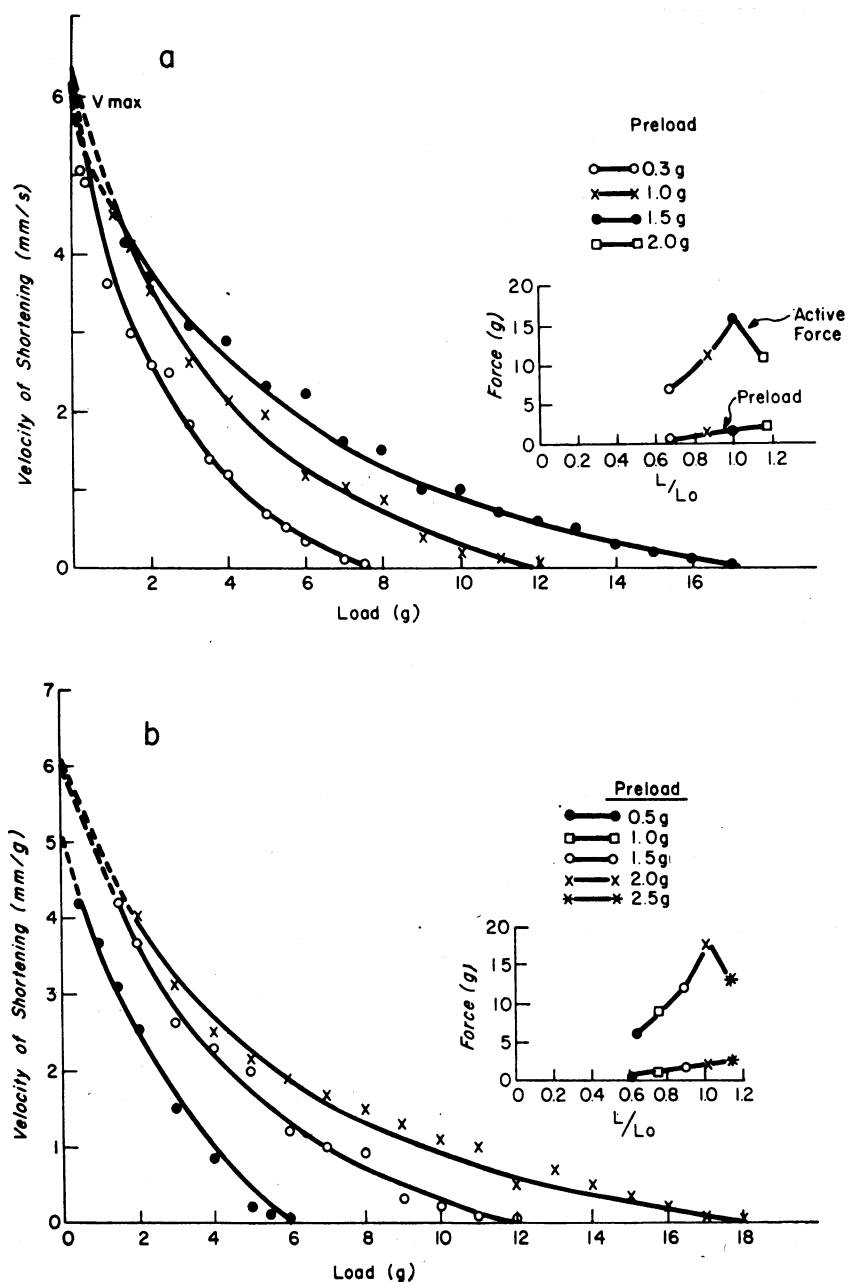 a
6
4
2
0
V max
Velocity of Shortening (mm/s)
2
4
6
8
10
12
14
16
18
Load (g)
Preload
0.3 g
1.0 g
1.5 g
2.0 g
20
15
10
5
0
Force (g)
Active
Force
Preload
0
0.2
0.4
0.6
0.8
1.0
1.2
L/Lo
b
7
6
5
4
3
2
1
0
Velocity of Shortening (mm/g)
0
2
4
6
8
10
12
14
16
18
Load (g)
Preload
0.5 g
1.0 g
1.5 g
2.0 g
2.5 g
20
15
10
5
0
Force (g)
0
0.2
0.4
0.6
0.8
1.0
1.2
L/Lo